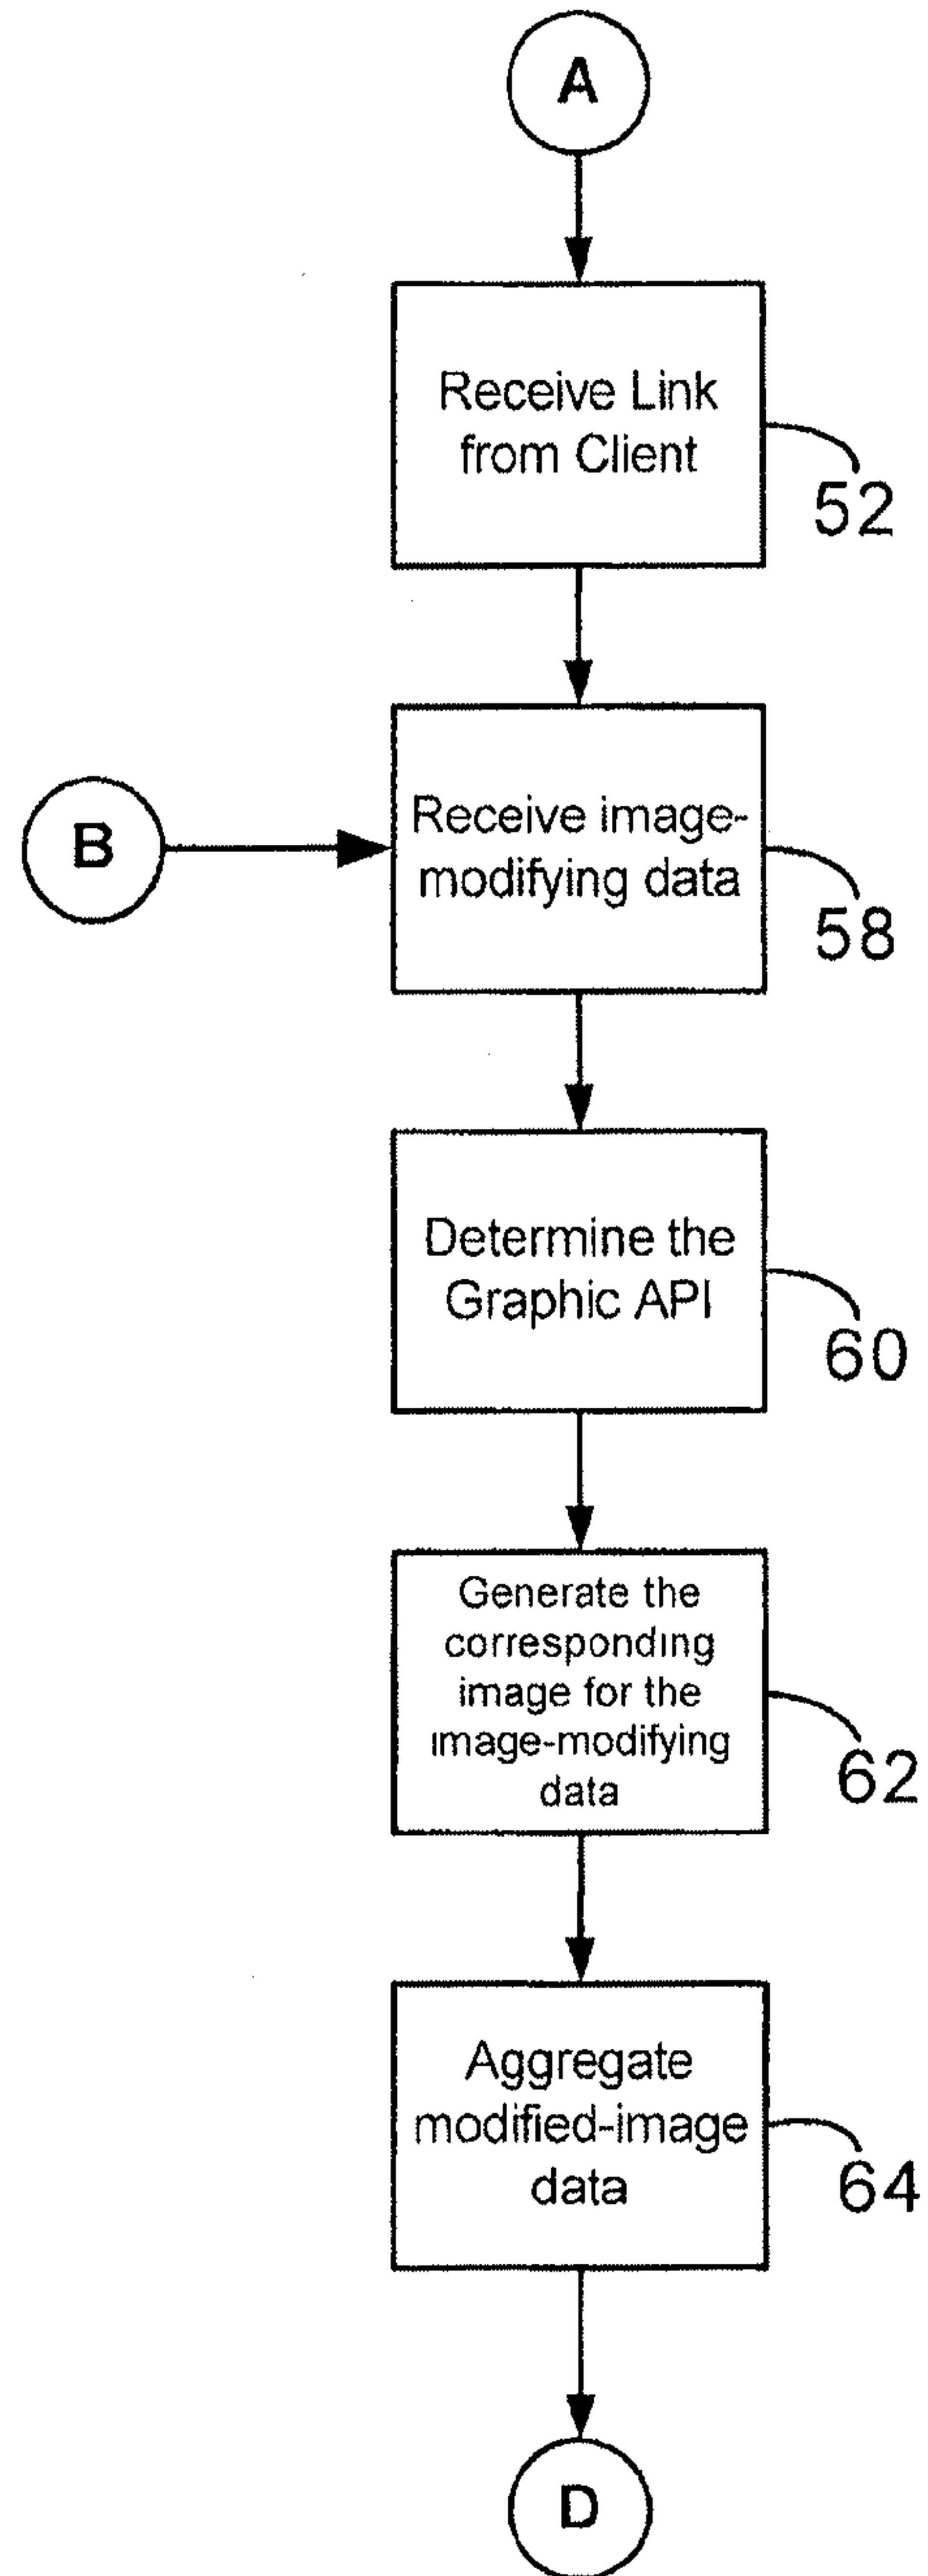 A
Receive Link
from Client
52
B
Receive image-
modifying data
58
Determine the
Graphic API
60
Generate the
corresponding
image for the
image-modifying
data
62
Aggregate
modified-image
data
64
D